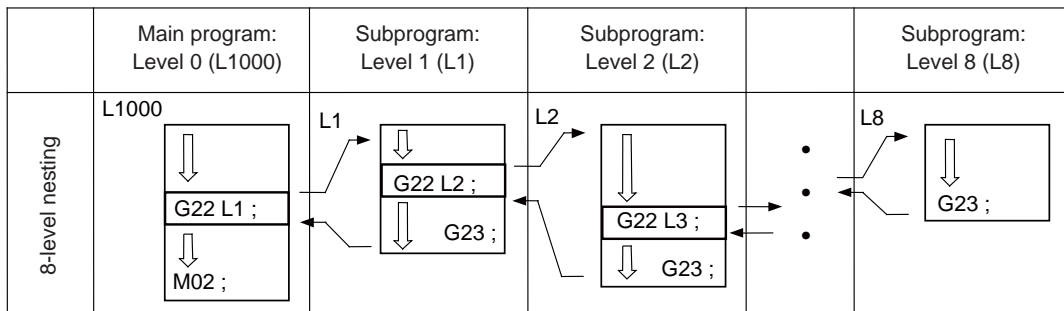 Main program:
Level 0 (L1000)
Subprogram:
Level 1 (L1)
Subprogram:
Level 2 (L2)
Subprogram:
Level 8 (L8)
8-level nesting
L1000
G22 L1 ;
M02 ;
L1
G22 L2 ;
G23 ;
L2
G22 L3 ;
G23 ;
L8
G23 ;